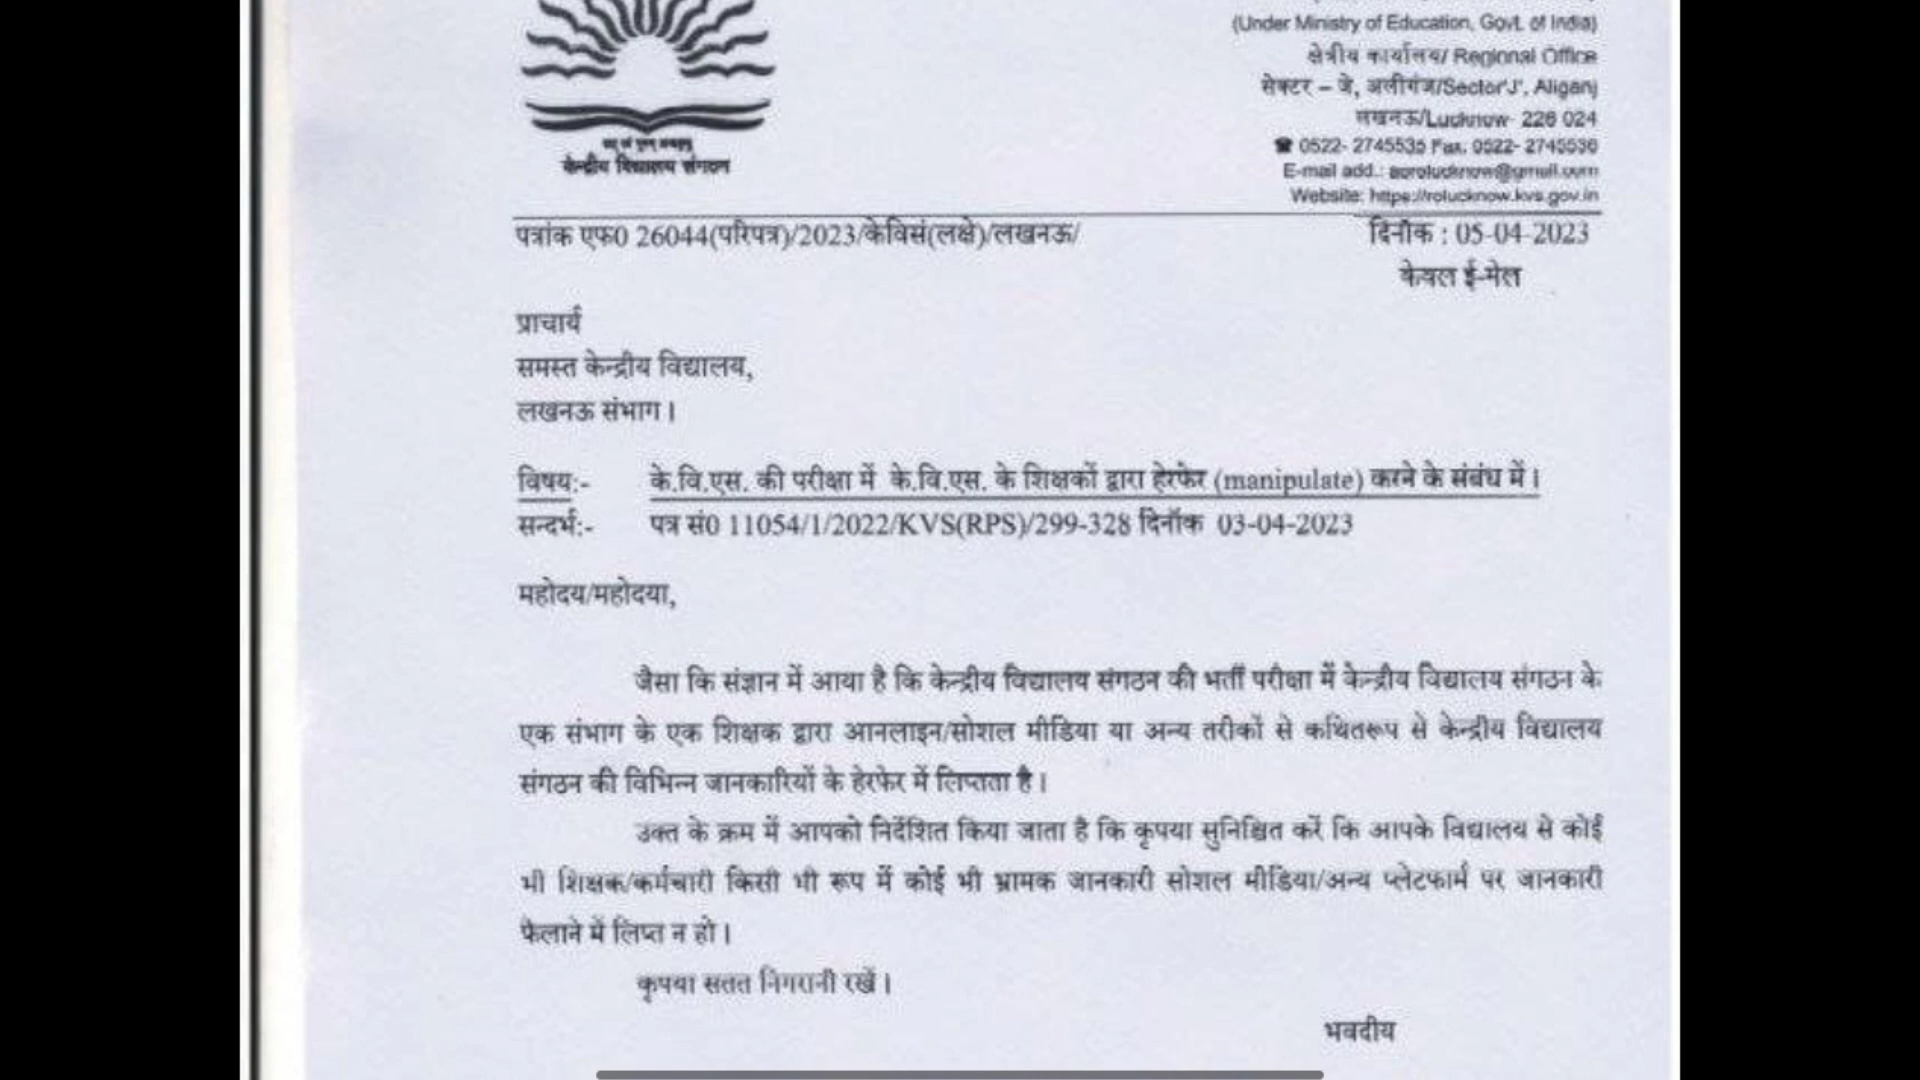 (Under Ministry of Education, Govt. of India)
क्षेत्रीय कार्यालय/ Regional Office
सेक्टर – जे, अलीगंज/Sector'J', Aliganj
लखनऊ/Lucknow- 226 024
☎ 0522- 2745535 Fax. 0522- 2745536
E-mail add.:
Website: https://rolucknow.kvs.gov.in
केन्द्रीय विद्यालय संगठन
पत्रांक एफ0 26044(परिपत्र)/2023/केविसं(लक्षे)/लखनऊ/ दिनॉक : 05-04-2023
केवल ई-मेल
प्राचार्य
समस्त केन्द्रीय विद्यालय,
लखनऊ संभाग।
विषय:- के.वि.एस. की परीक्षा में के.वि.एस. के शिक्षकों द्वारा हेरफेर (manipulate) करने के संबंध में।
सन्दर्भ:- पत्र सं0 11054/1/2022/KVS(RPS)/299-328 दिनॉक 03-04-2023
महोदय/महोदया,
जैसा कि संज्ञान में आया है कि केन्द्रीय विद्यालय संगठन की भर्ती परीक्षा में केन्द्रीय विद्यालय संगठन के
एक संभाग के एक शिक्षक द्वारा आनलाइन/सोशल मीडिया या अन्य तरीकों से कथितरूप से केन्द्रीय विद्यालय
संगठन की विभिन्न जानकारियों के हेरफेर में लिप्तता है।
उक्त के क्रम में आपको निर्देशित किया जाता है कि कृपया सुनिश्चित करें कि आपके विद्यालय से कोई
भी शिक्षक/कर्मचारी किसी भी रूप में कोई भी भ्रामक जानकारी सोशल मीडिया/अन्य प्लेटफार्म पर जानकारी
फैलाने में लिप्त न हो।
कृपया सतत निगरानी रखें।
भवदीय